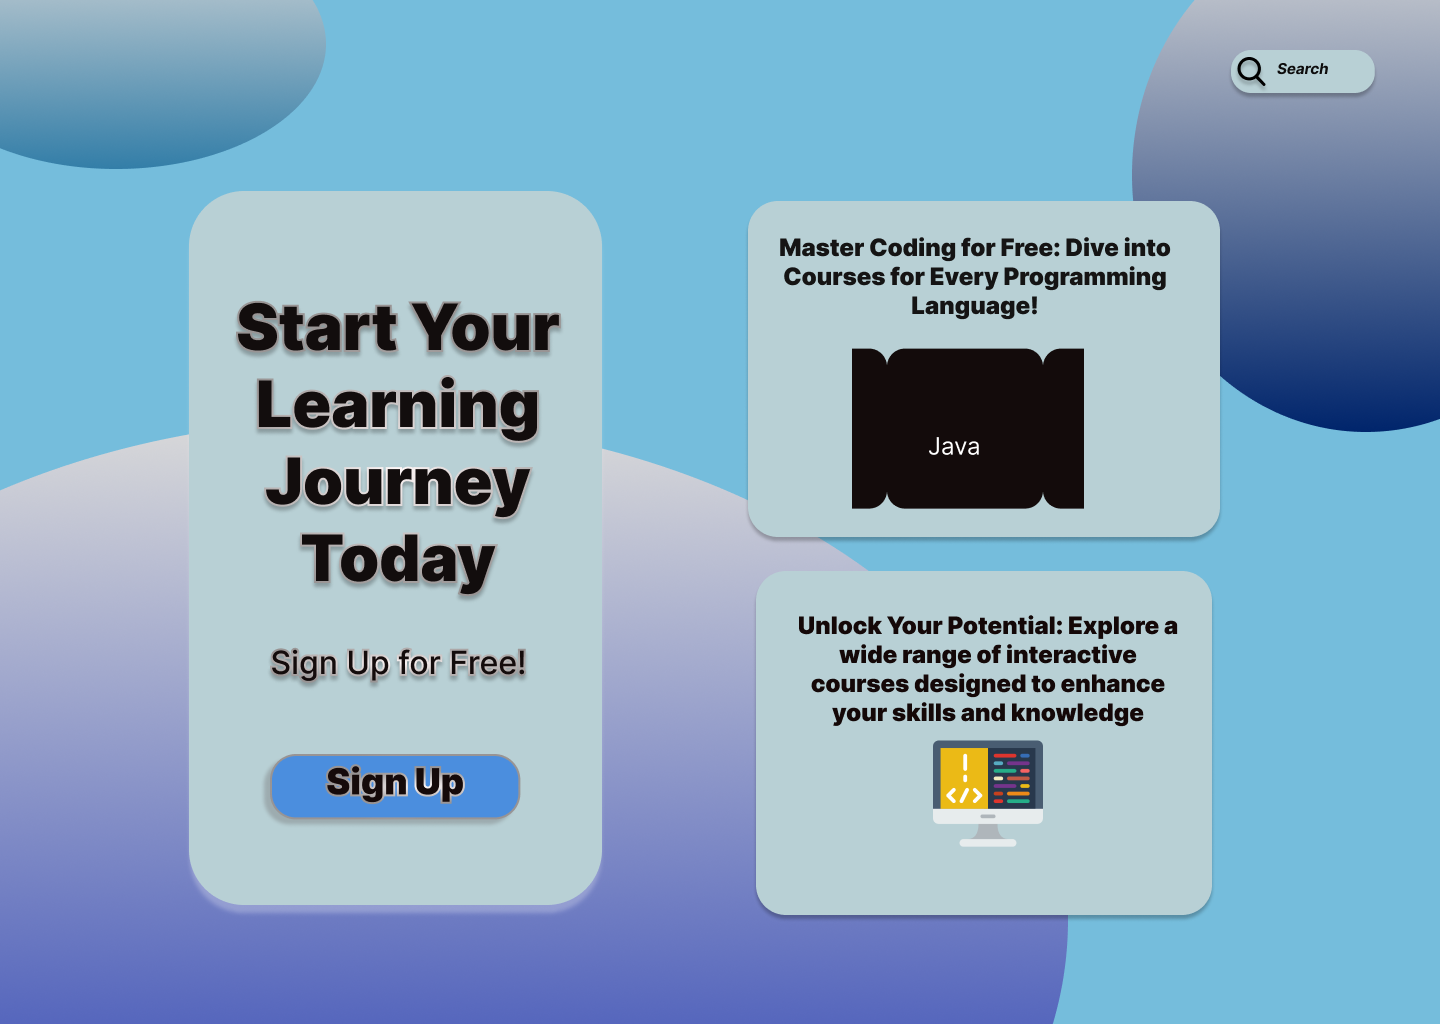 Search
Start Your
Learning
Journey
Today
Sign Up for Free!
Sign Up
Master Coding for Free: Dive into
Courses for Every Programming
Language!
Java
Unlock Your Potential: Explore a
wide range of interactive
courses designed to enhance
your skills and knowledge